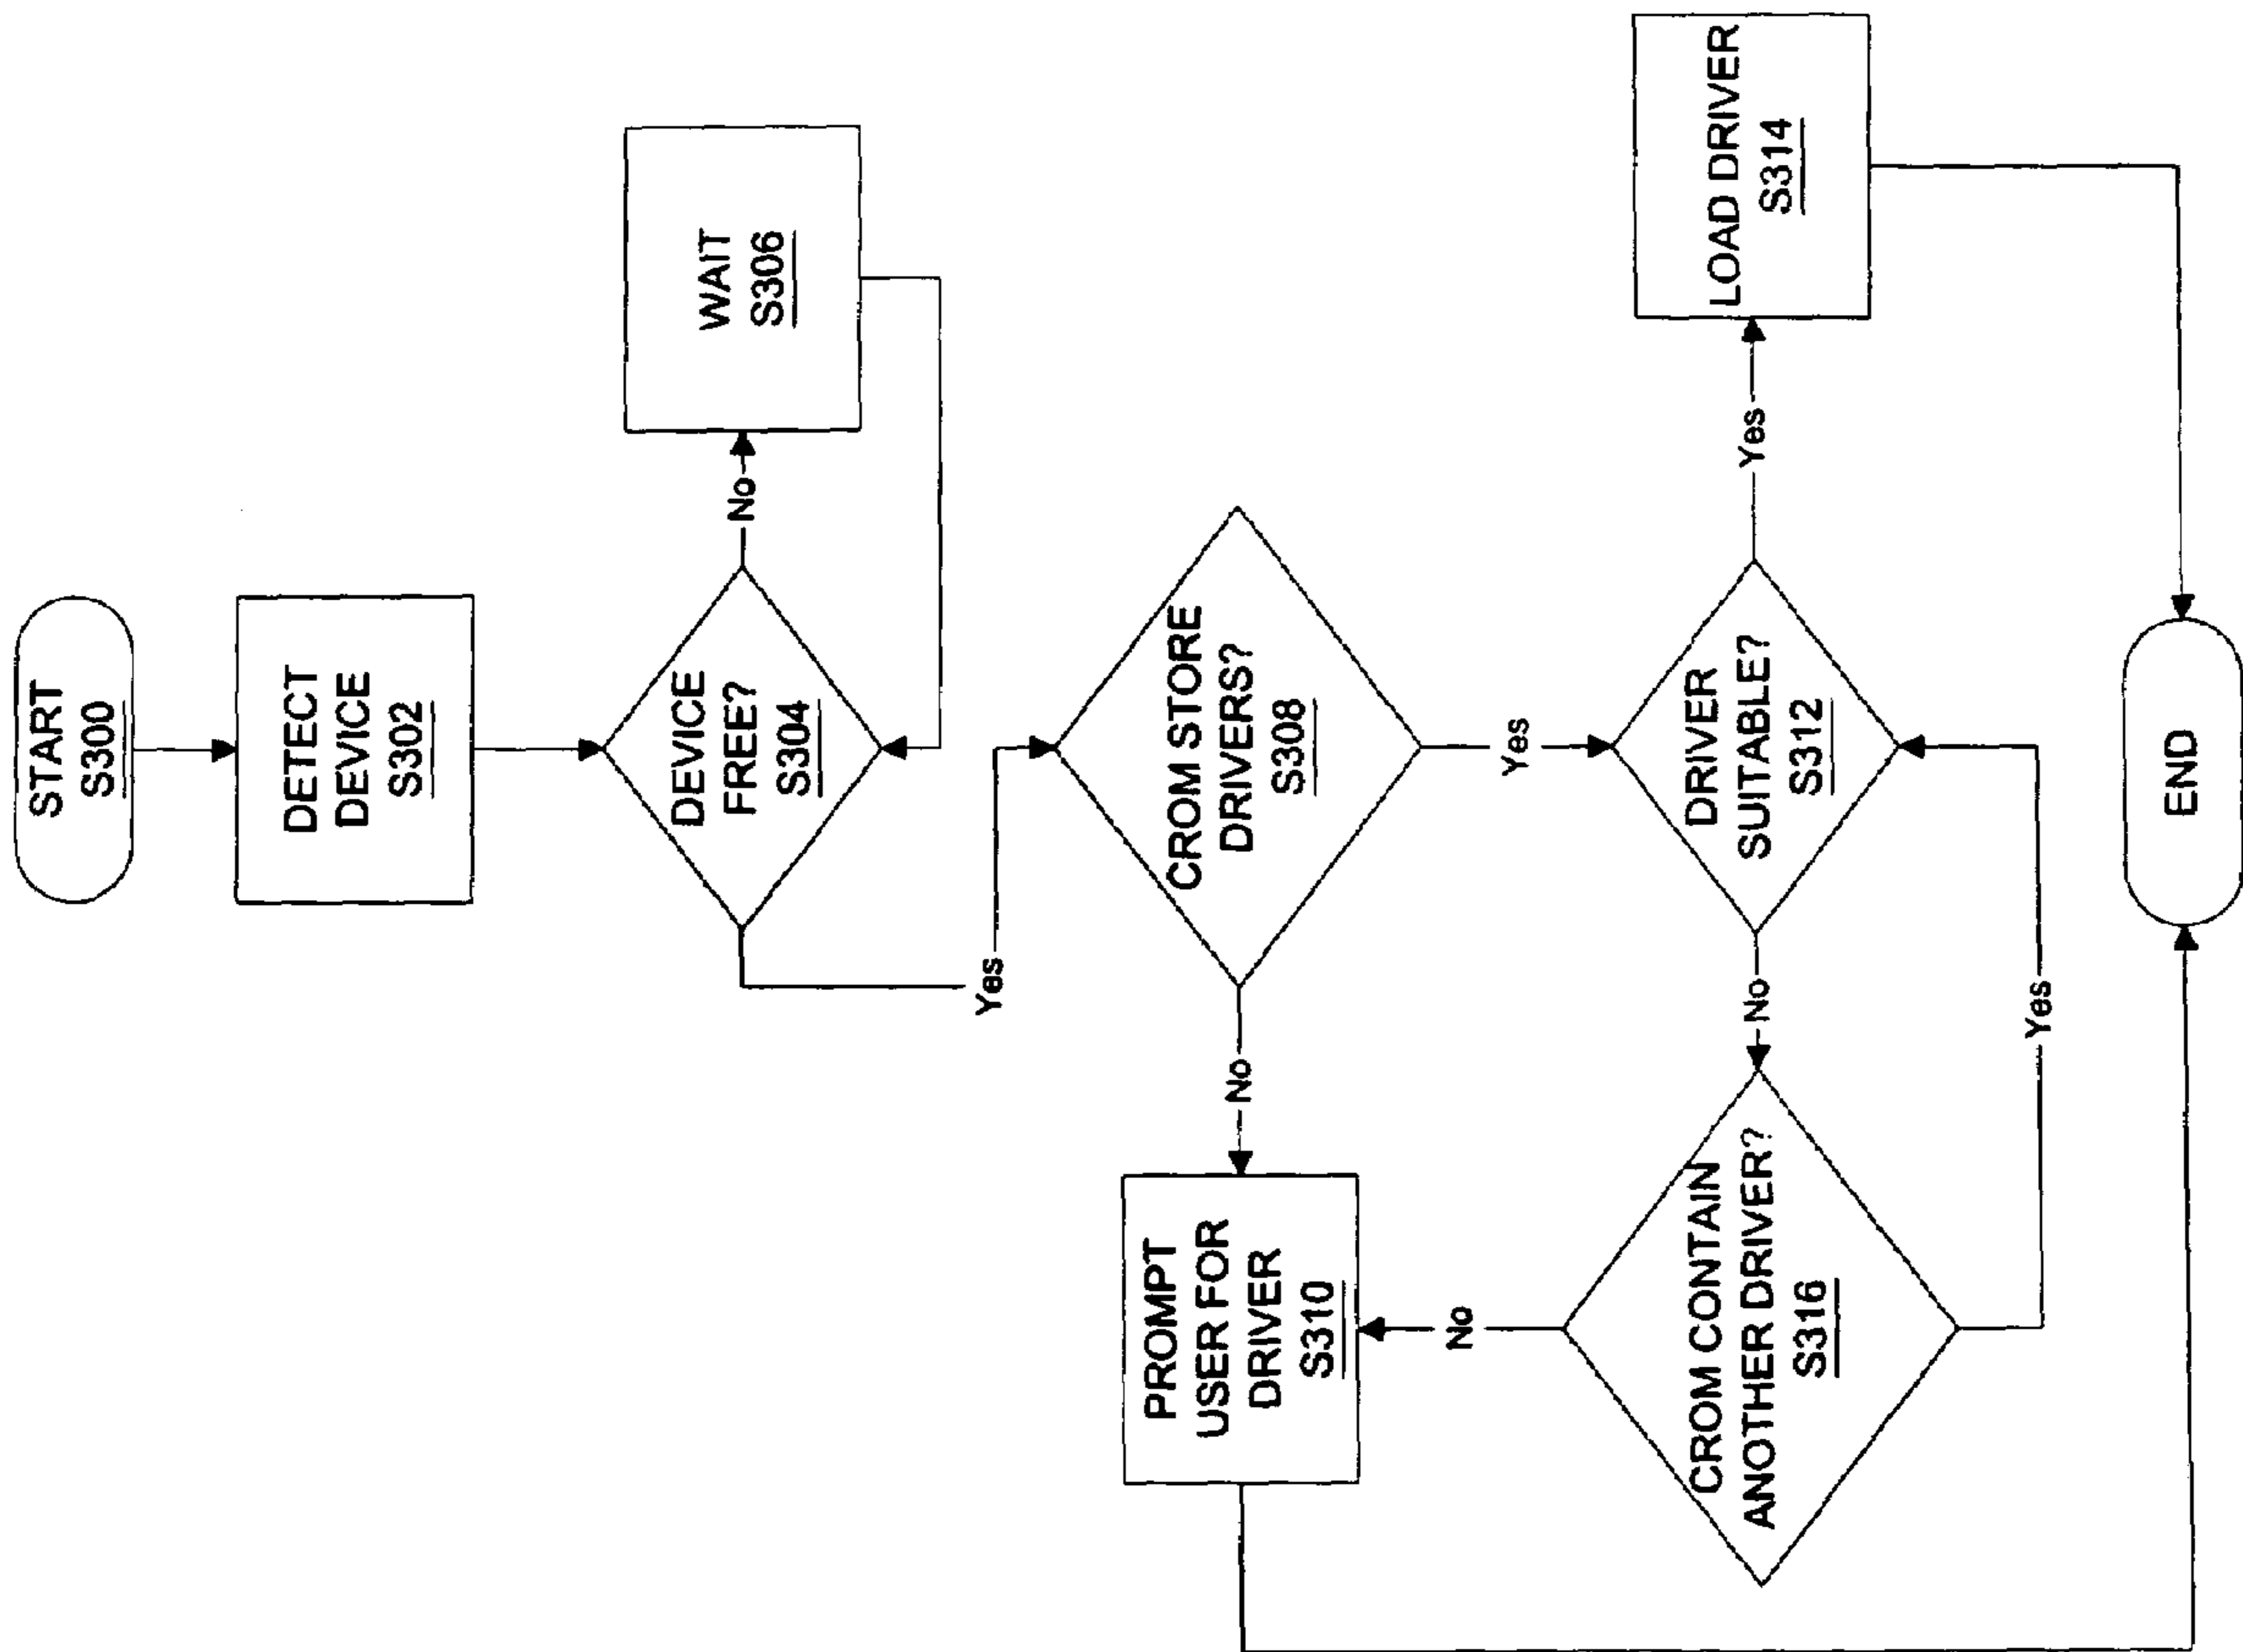 START
S300
DETECT
DEVICE
S302
DEVICE
FREE?
S304
No
WAIT
S306
Yes
CROM STORE
DRIVERS?
S308
No
PROMPT
USER FOR
DRIVER
S310
Yes
DRIVER
SUITABLE?
S312
Yes
LOAD DRIVER
S314
No
CROM CONTAIN
ANOTHER DRIVER?
S316
No
Yes
END